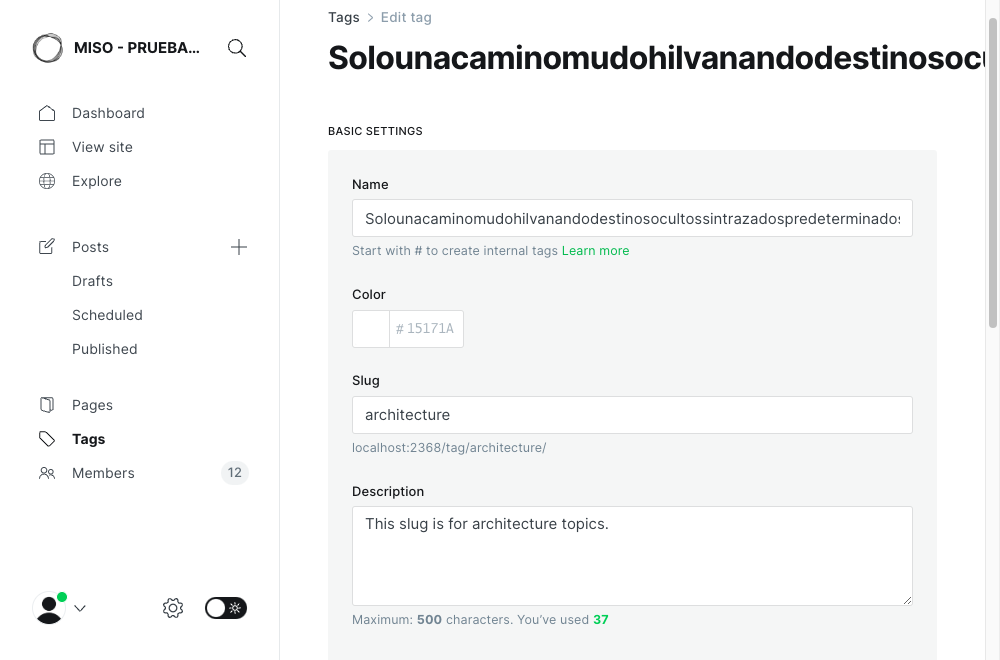 MISO - PRUEBA...
Dashboard
View site
Explore
Posts
Drafts
Scheduled
Published
Pages
Tags
Members 12
Tags > Edit tag
Solounacaminomudohilvanandodestinosocu
BASIC SETTINGS
Name
Solounacaminomudohilvanandodestinosocultossintrazadospredeterminados
Start with # to create internal tags Learn more
Color
# 15171A
Slug
architecture
localhost:2368/tag/architecture/
Description
This slug is for architecture topics.
Maximum: 500 characters. You’ve used 37